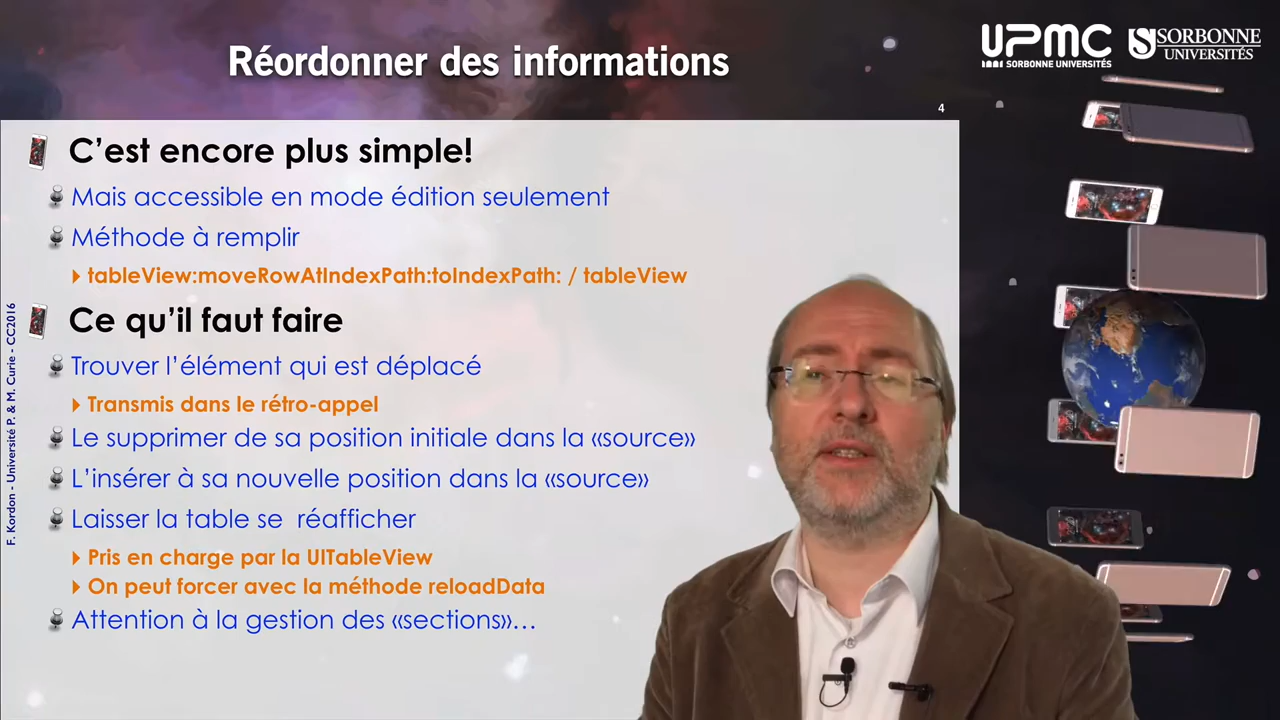 Réordonner des informations
UPMC
SORBONNE UNIVERSITÉS
SORBONNE
UNIVERSITÉS
4
C'est encore plus simple!
Mais accessible en mode édition seulement
Méthode à remplir
tableView:moveRowAtIndexPath:toIndexPath: / tableView
Ce qu'il faut faire
Trouver l'élément qui est déplacé
Transmis dans le rétro-appel
Le supprimer de sa position initiale dans la «source»
L'insérer à sa nouvelle position dans la «source»
Laisser la table se réafficher
Pris en charge par la UITableView
On peut forcer avec la méthode reloadData
Attention à la gestion des «sections»...
F. Kordon - Université P. & M. Curie - CC2016